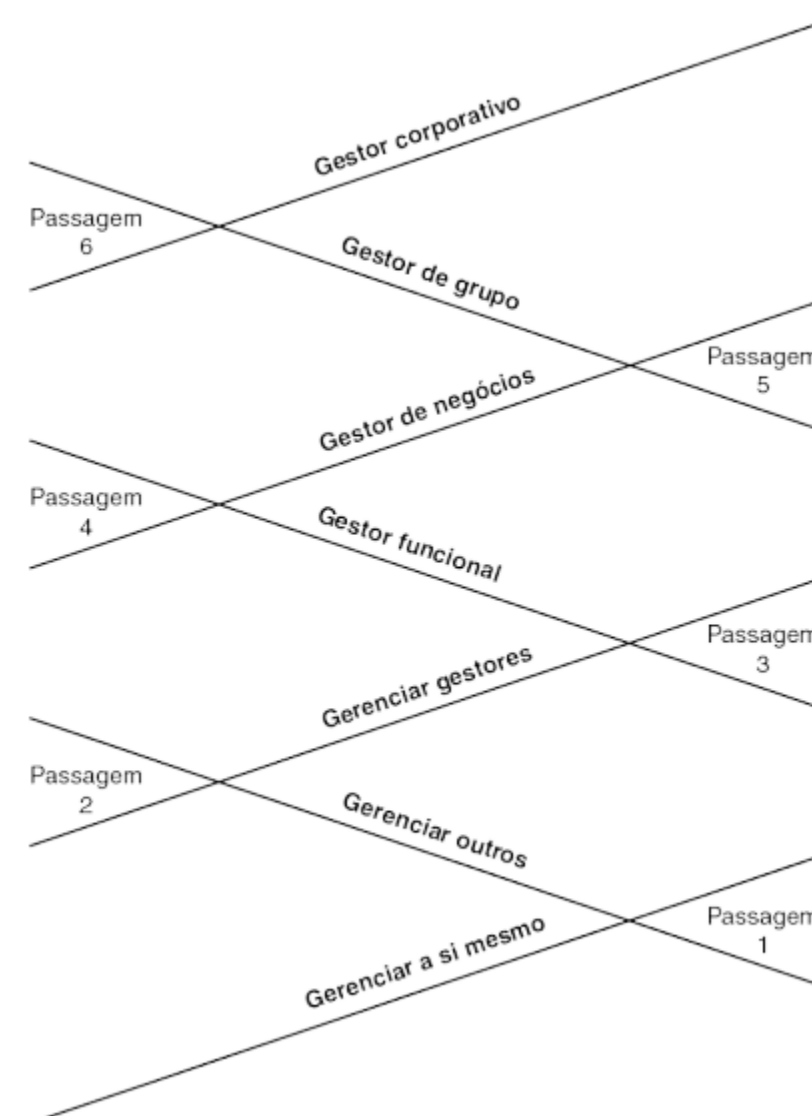 Gestor corporativo
Passagem
6
Gestor de grupo
Passagem
5
Gestor de negócios
Passagem
4
Gestor funcional
Passagem
3
Gerenciar gestores
Passagem
2
Gerenciar outros
Passagem
1
Gerenciar a si mesmo